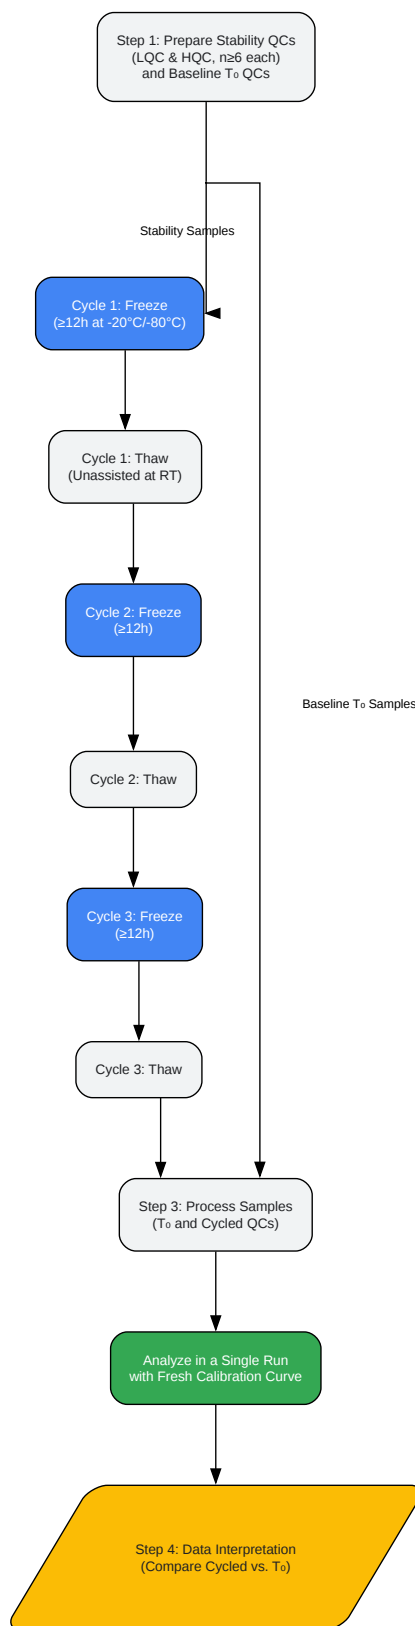 Step 1: Prepare Stability QCs
(LQC & HQC, n≥6 each)
and Baseline T₀ QCs
Stability Samples
Cycle 1: Freeze
(≥12h at -20°C/-80°C)
Cycle 1: Thaw
(Unassisted at RT)
Cycle 2: Freeze
(≥12h)
Baseline T₀ Samples
Cycle 2: Thaw
Cycle 3: Freeze
(≥12h)
Cycle 3: Thaw
Step 3: Process Samples
(T₀ and Cycled QCs)
Analyze in a Single Run
with Fresh Calibration Curve
Step 4: Data Interpretation
(Compare Cycled vs. T₀)